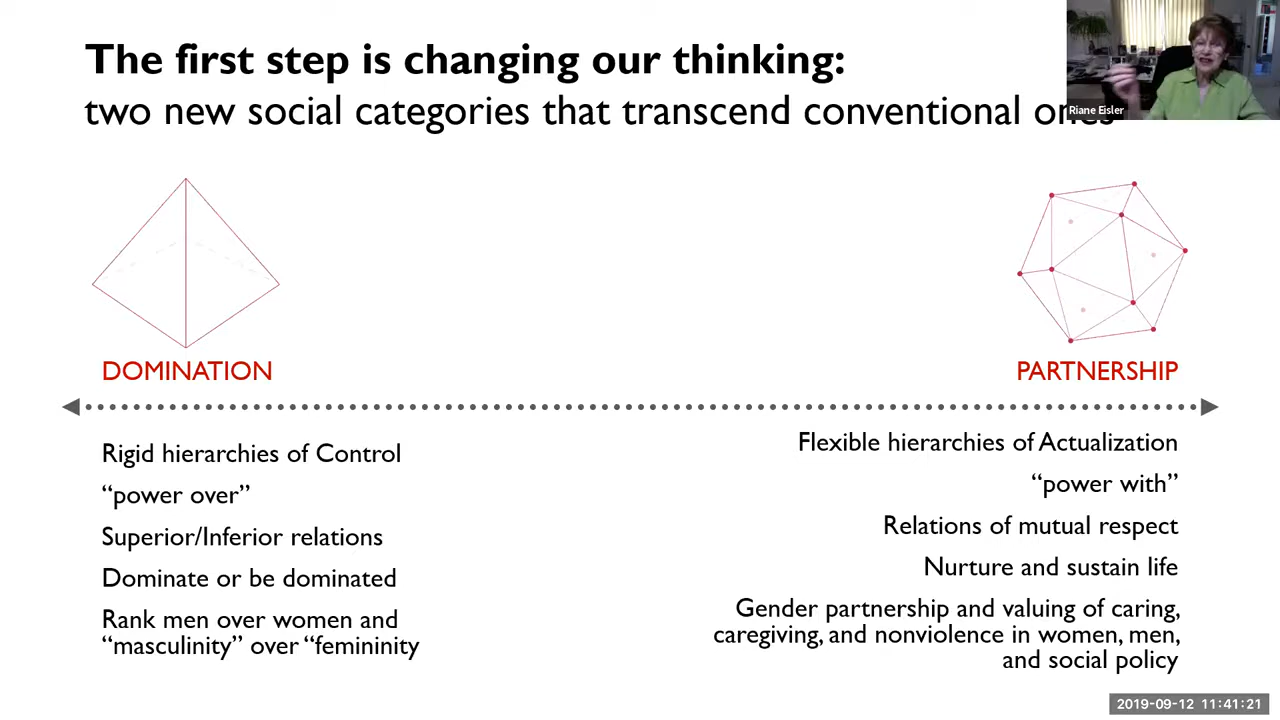 The first step is changing our thinking:
two new social categories that transcend conventional ones
Riane Eisler
DOMINATION
PARTNERSHIP
Rigid hierarchies of Control
“power over”
Superior/Inferior relations
Dominate or be dominated
Rank men over women and
“masculinity” over “femininity
Flexible hierarchies of Actualization
“power with”
Relations of mutual respect
Nurture and sustain life
Gender partnership and valuing of caring,
caregiving, and nonviolence in women, men,
and social policy
2019-09-12 11:41:21